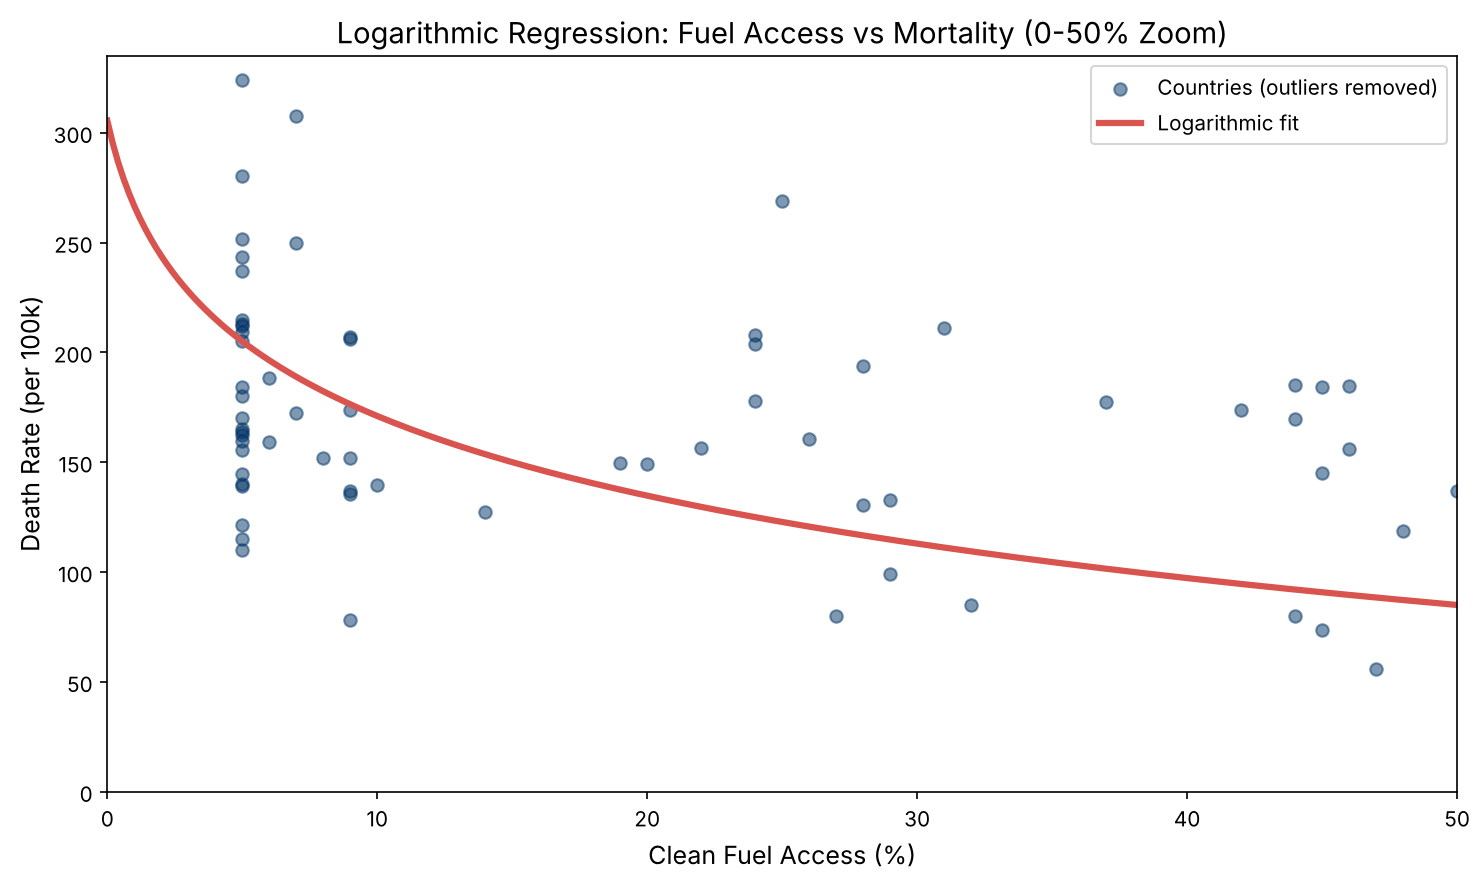 Logarithmic Regression: Fuel Access vs Mortality (0-50% Zoom)
Countries (outliers removed)
Logarithmic fit
Death Rate (per 100k)
300
250
200
150
100
50
0
0 10 20 30 40 50
Clean Fuel Access (%)